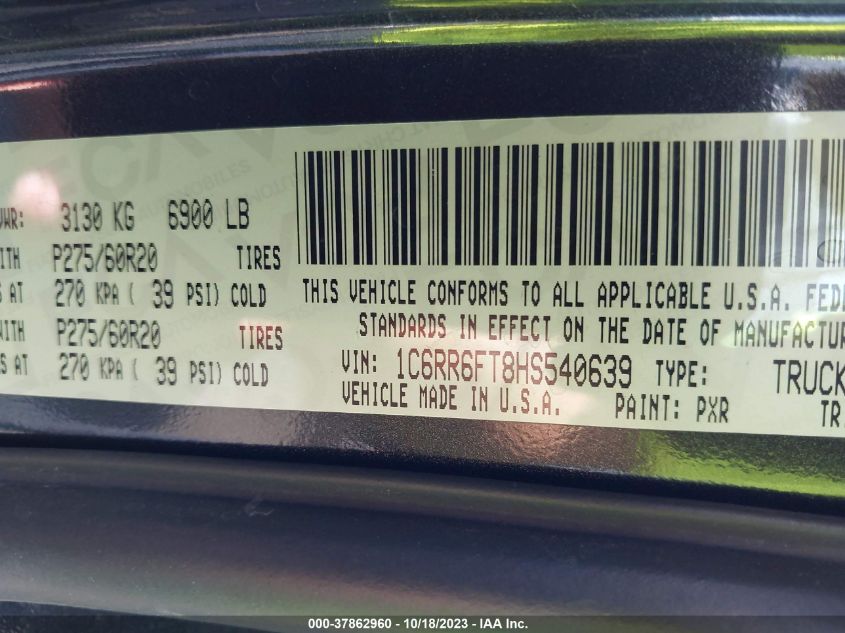 3130 KG 6900 LB
P275/60R20 TIRES
AT 270 KPA ( 39 PSI) COLD
P275/60R20 TIRES
AT 270 KPA ( 39 PSI) COLD
THIS VEHICLE CONFORMS TO ALL APPLICABLE U.S.A.
STANDARDS IN EFFECT ON THE DATE OF
VIN: 1C6RR6FT8HS540639 TYPE: TRUCK
VEHICLE MADE IN U.S.A. PAINT: PXR
000-37862960 - 10/18/2023 - IAA Inc.